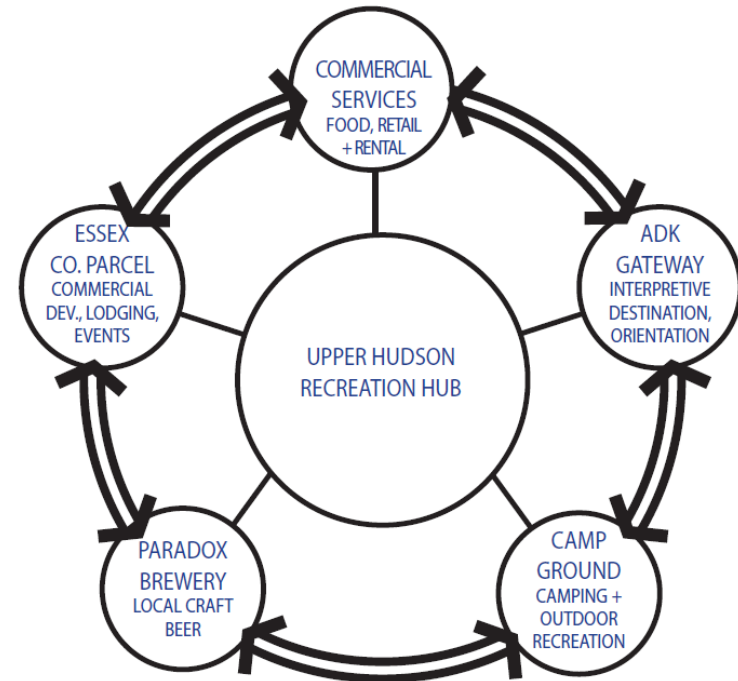 COMMERCIAL
SERVICES
FOOD, RETAIL
+ RENTAL
ESSEX
CO. PARCEL
COMMERCIAL
DEV., LODGING,
EVENTS
ADK
GATEWAY
INTERPRETIVE
DESTINATION,
ORIENTATION
UPPER HUDSON
RECREATION HUB
PARADOX
BREWERY
LOCAL CRAFT
BEER
CAMP
GROUND
CAMPING +
OUTDOOR
RECREATION